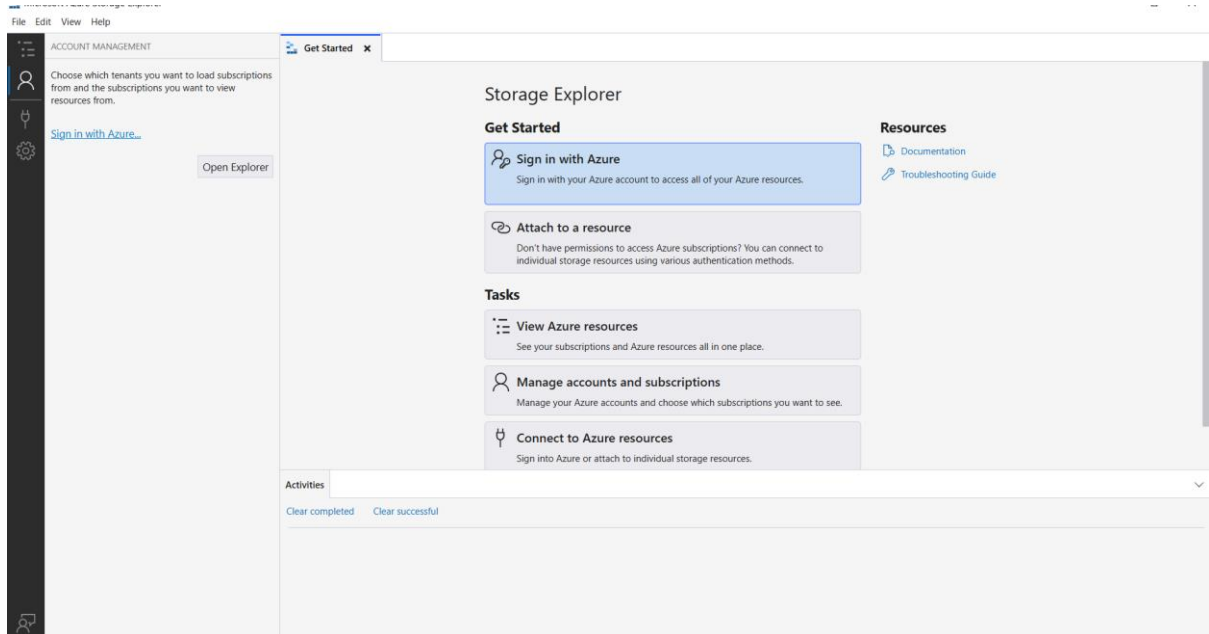 File Edit View Help
ACCOUNT MANAGEMENT
Choose which tenants you want to load subscriptions
from and the subscriptions you want to view
resources from.
Sign in with Azure...
Open Explorer
Get Started
Storage Explorer
Get Started
Sign in with Azure
Sign in with your Azure account to access all of your Azure resources.
Attach to a resource
Don't have permissions to access Azure subscriptions? You can connect to
individual storage resources using various authentication methods.
Tasks
View Azure resources
See your subscriptions and Azure resources all in one place.
Manage accounts and subscriptions
Manage your Azure accounts and choose which subscriptions you want to see.
Connect to Azure resources
Sign into Azure or attach to individual storage resources.
Resources
Documentation
Troubleshooting Guide
Activities
Clear completed Clear successful